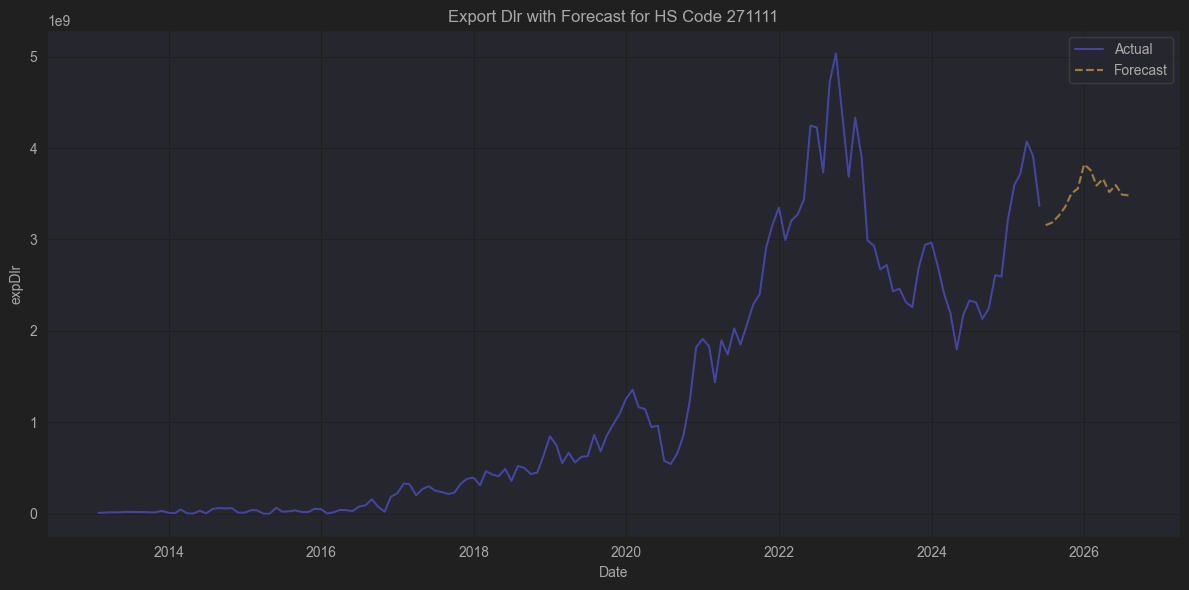 Export Dlr with Forecast for HS Code 271111
1e9
Actual
Forecast
5
4
3
2
1
0
expDlr
2014 2016 2018 2020 2022 2024 2026
Date